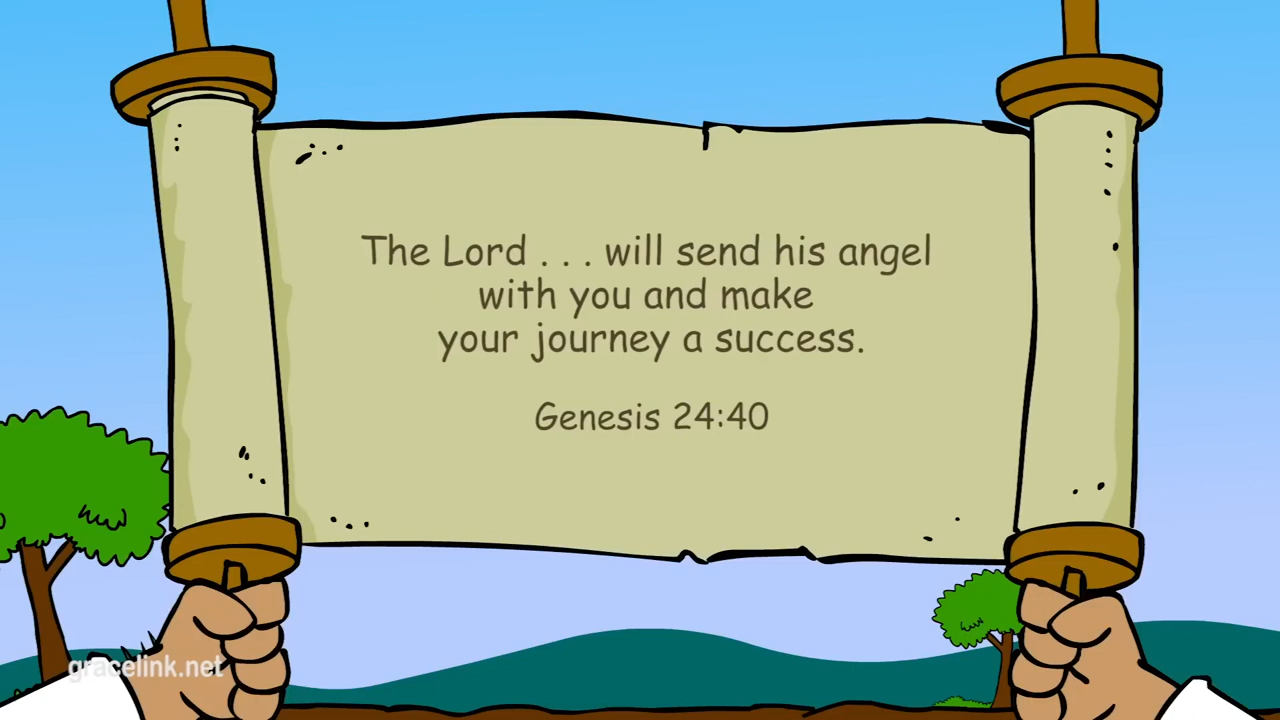 The Lord . . . will send his angel
with you and make
your journey a success.
Genesis 24:40
gracelink.net